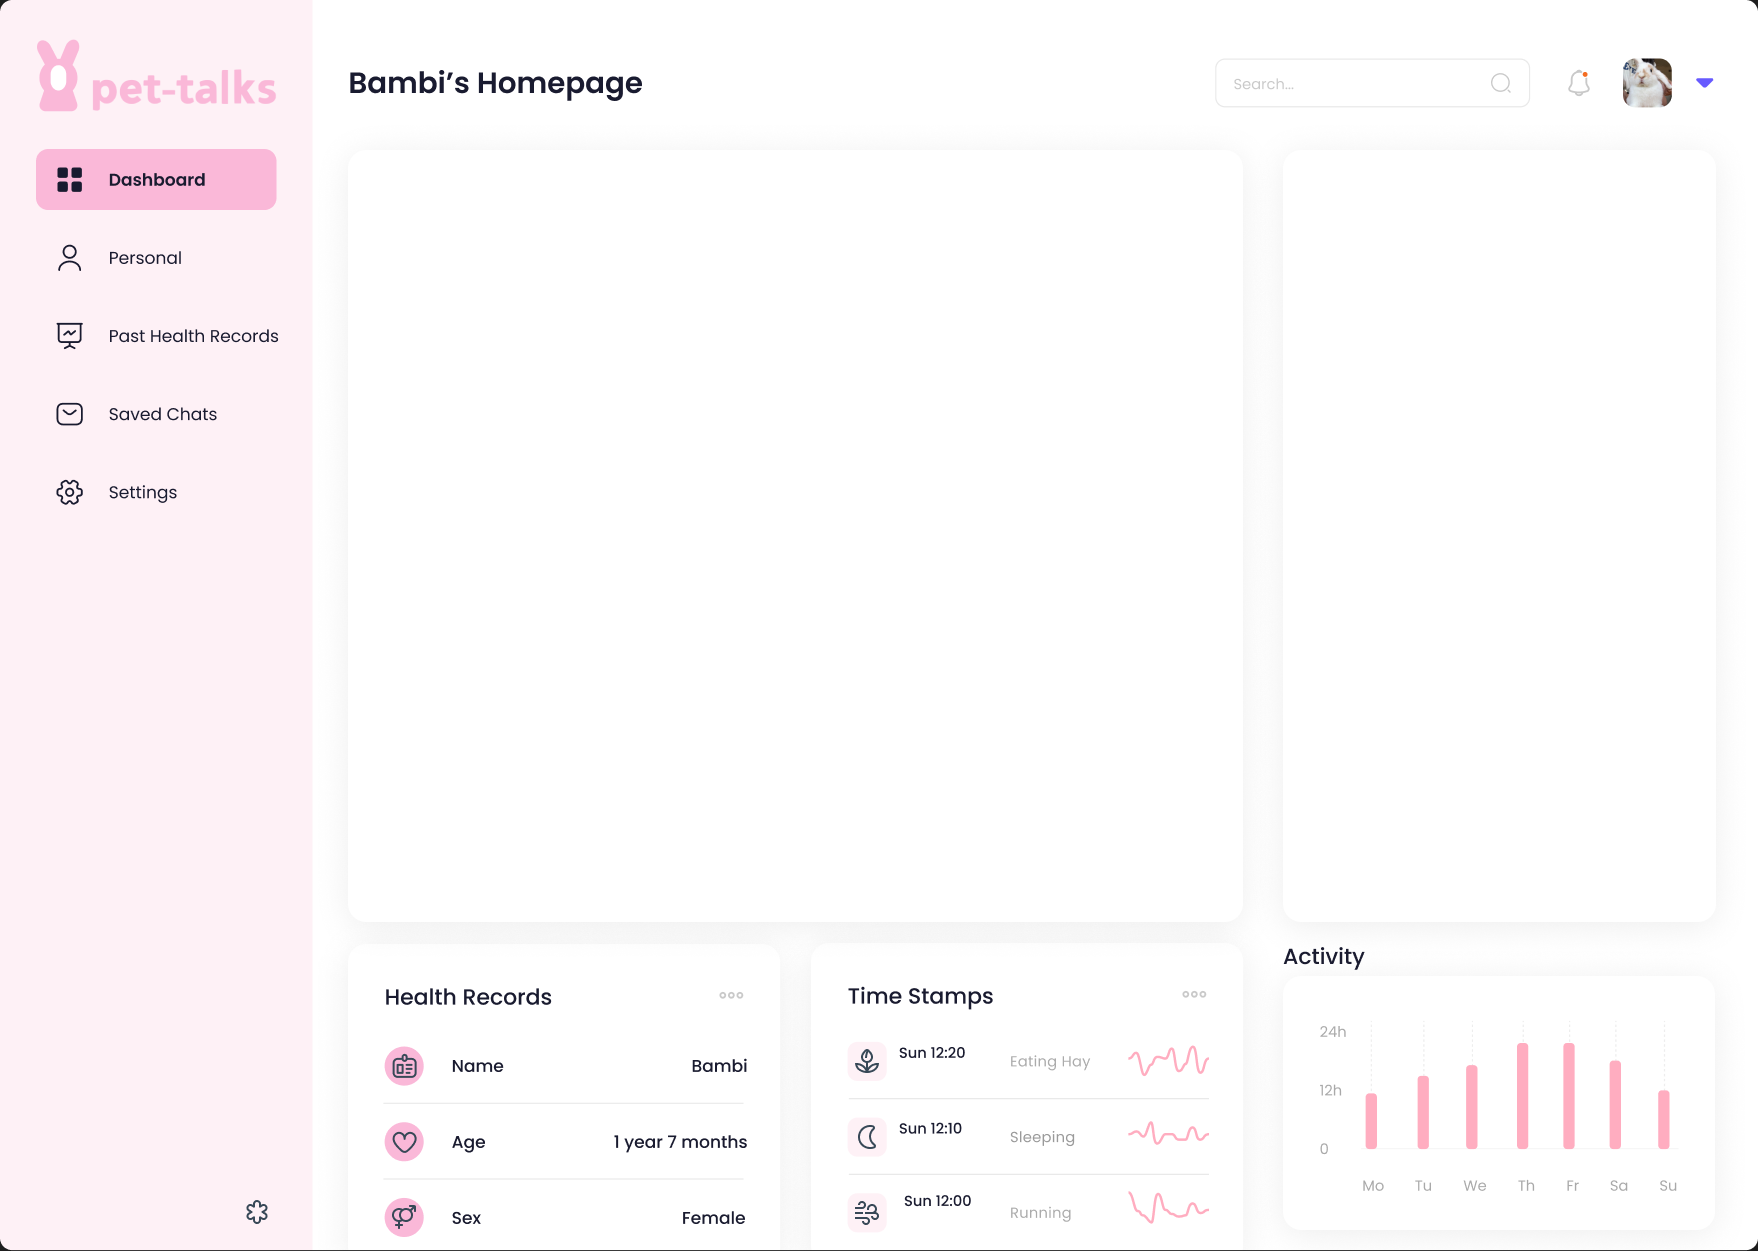 pet-talks
Dashboard
Personal
Past Health Records
Saved Chats
Settings
Bambi’s Homepage
Search...
Health Records
Name Bambi
Age 1 year 7 months
Sex Female
Time Stamps
Sun 12:20 Eating Hay
Sun 12:10 Sleeping
Sun 12:00 Running
Activity
24h
12h
0
Mo Tu We Th Fr Sa Su